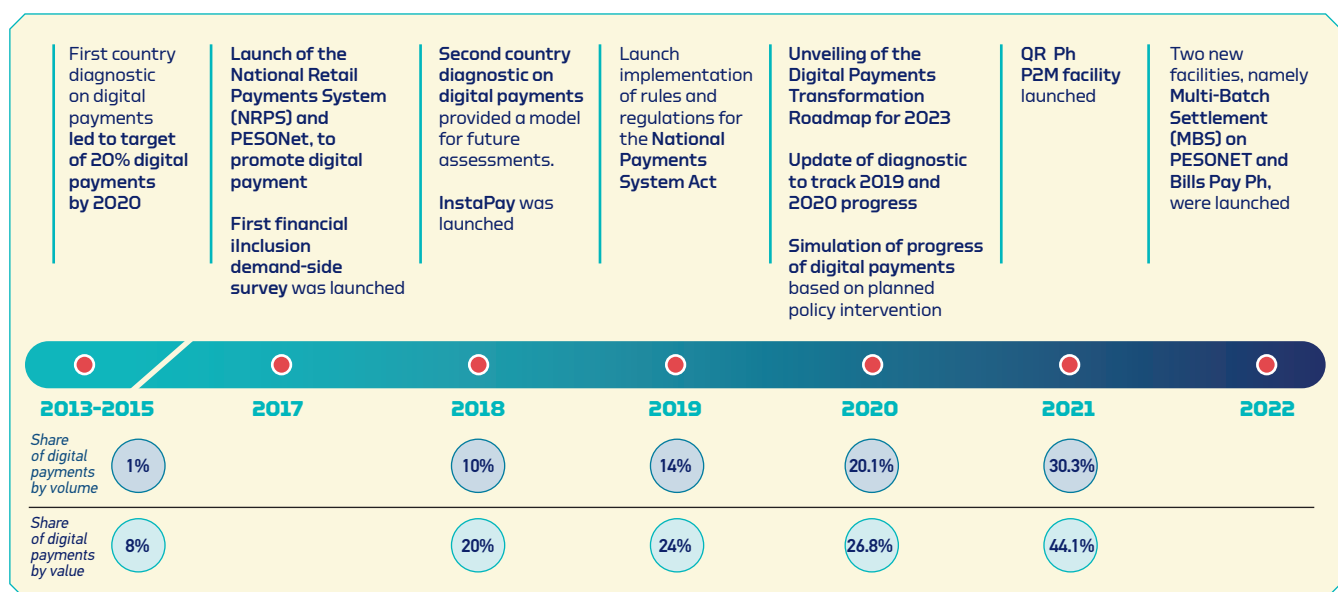 First country
diagnostic
on digital
payments
led to target
of 20% digital
payments
by 2020
Launch of the
National Retail
Payments System
(NRPS) and
PESONet, to
promote digital
payment
First financial
iInclusion
demand-side
survey was launched
Second country
diagnostic on
digital payments
provided a model
for future
assessments.
InstaPay was
launched
Launch
implementation
of rules and
regulations for
the National
Payments
System Act
Unveiling of the
Digital Payments
Transformation
Roadmap for 2023
Update of diagnostic
to track 2019 and
2020 progress
Simulation of progress
of digital payments
based on planned
policy intervention
QR Ph
P2M facility
launched
Two new
facilities, namely
Multi-Batch
Settlement
(MBS) on
PESONET and
Bills Pay Ph,
were launched
2013-2015 2017 2018 2019 2020 2021 2022
Share
of digital
payments
by volume
1% 10% 14% 20.1% 30.3%
Share
of digital
payments
by value
8% 20% 24% 26.8% 44.1%